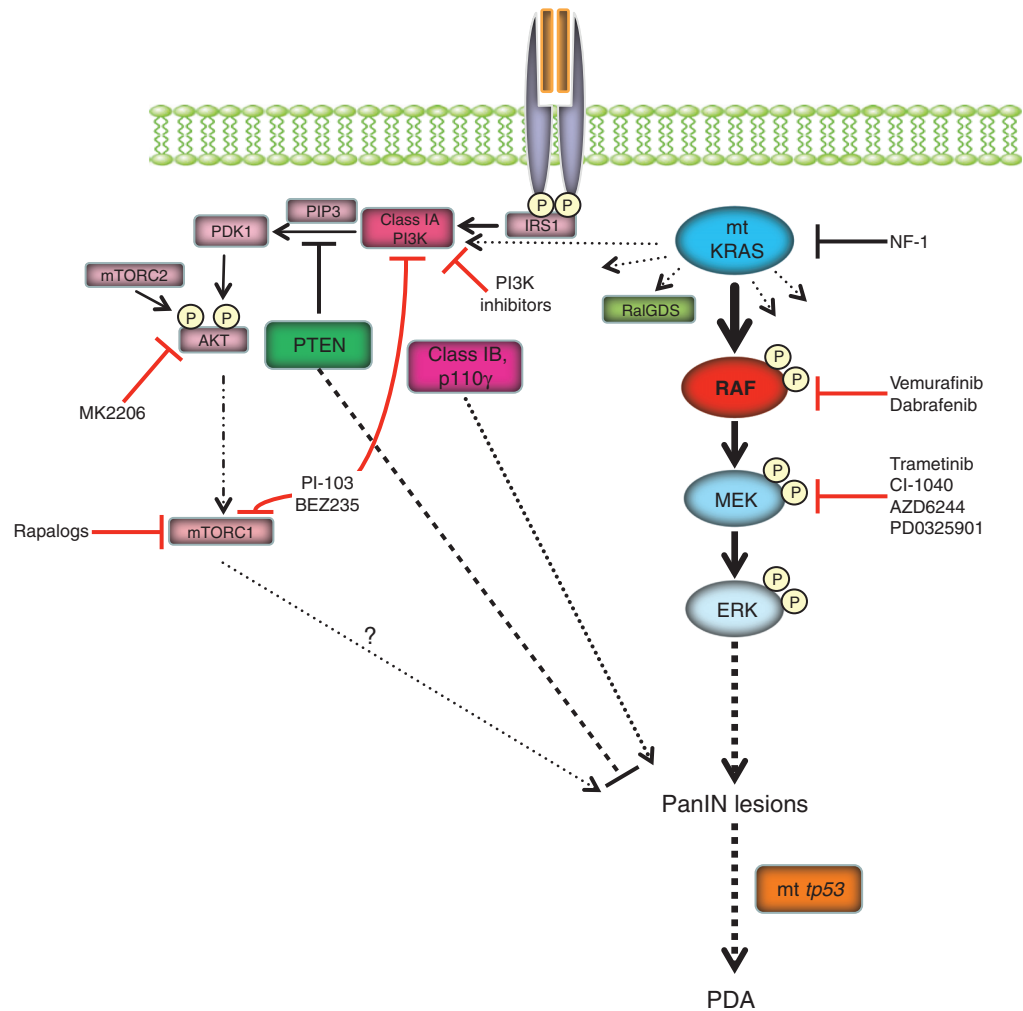 P P
PIP3
Class IA
PI3K
IRS1
PDK1
mt
KRAS
NF-1
mTORC2
PI3K
inhibitors
RalGDS
P P
AKT
PTEN
Class IB,
p110γ
P
P
RAF
Vemurafinib
Dabrafenib
MK2206
P
P
MEK
Trametinib
CI-1040
AZD6244
PD0325901
PI-103
BEZ235
Rapalogs
mTORC1
P
P
ERK
?
PanIN lesions
mt tp53
PDA